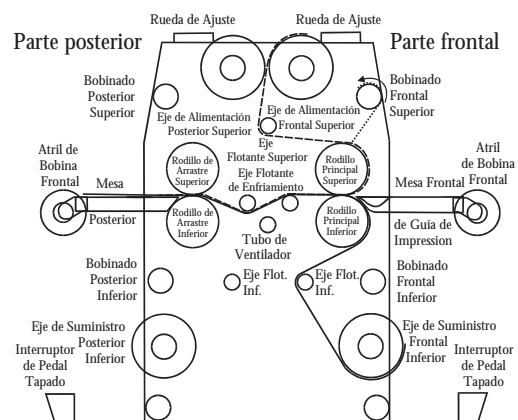 Rueda de Ajuste
Rueda de Ajuste
Parte posterior
Parte frontal
Bobinado
Posterior
Superior
Bobinado
Frontal
Superior
Eje de Alimentación
Posterior Superior
Eje de Alimentación
Frontal Superior
Eje
Flotante Superior
Atril de
Bobina
Frontal
Rodillo de
Arrastre
Superior
Eje Flotante
de Enfriamiento
Rodillo
Principal
Superior
Atril
de Bobina
Frontal
Mesa
Posterior
Mesa Frontal
de Guía de
Impression
Rodillo de
Arrastre
Inferior
Rodillo
Principal
Inferior
Tubo de
Ventilador
Bobinado
Posterior
Inferior
Eje Flot.
Inf.
Eje Flot.
Inf.
Bobinado
Frontal
Inferior
Eje de Suministro
Posterior
Inferior
Eje de Suministro
Frontal
Inferior
Interruptor
de Pedal
Tapado
Interruptor
de Pedal
Tapado